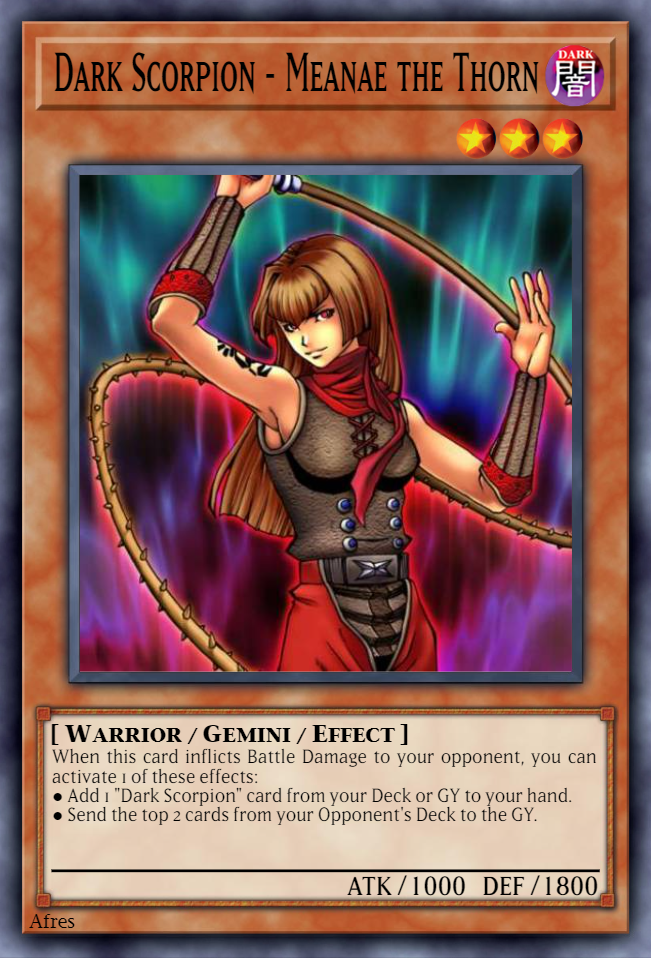 Dark Scorpion - Meanae the Thorn
DARK
闇
[ Warrior / Gemini / Effect ]
When this card inflicts Battle Damage to your opponent, you can
activate 1 of these effects:
● Add 1 "Dark Scorpion" card from your Deck or GY to your hand.
● Send the top 2 cards from your Opponent's Deck to the GY.
ATK / 1000 DEF / 1800
Afres